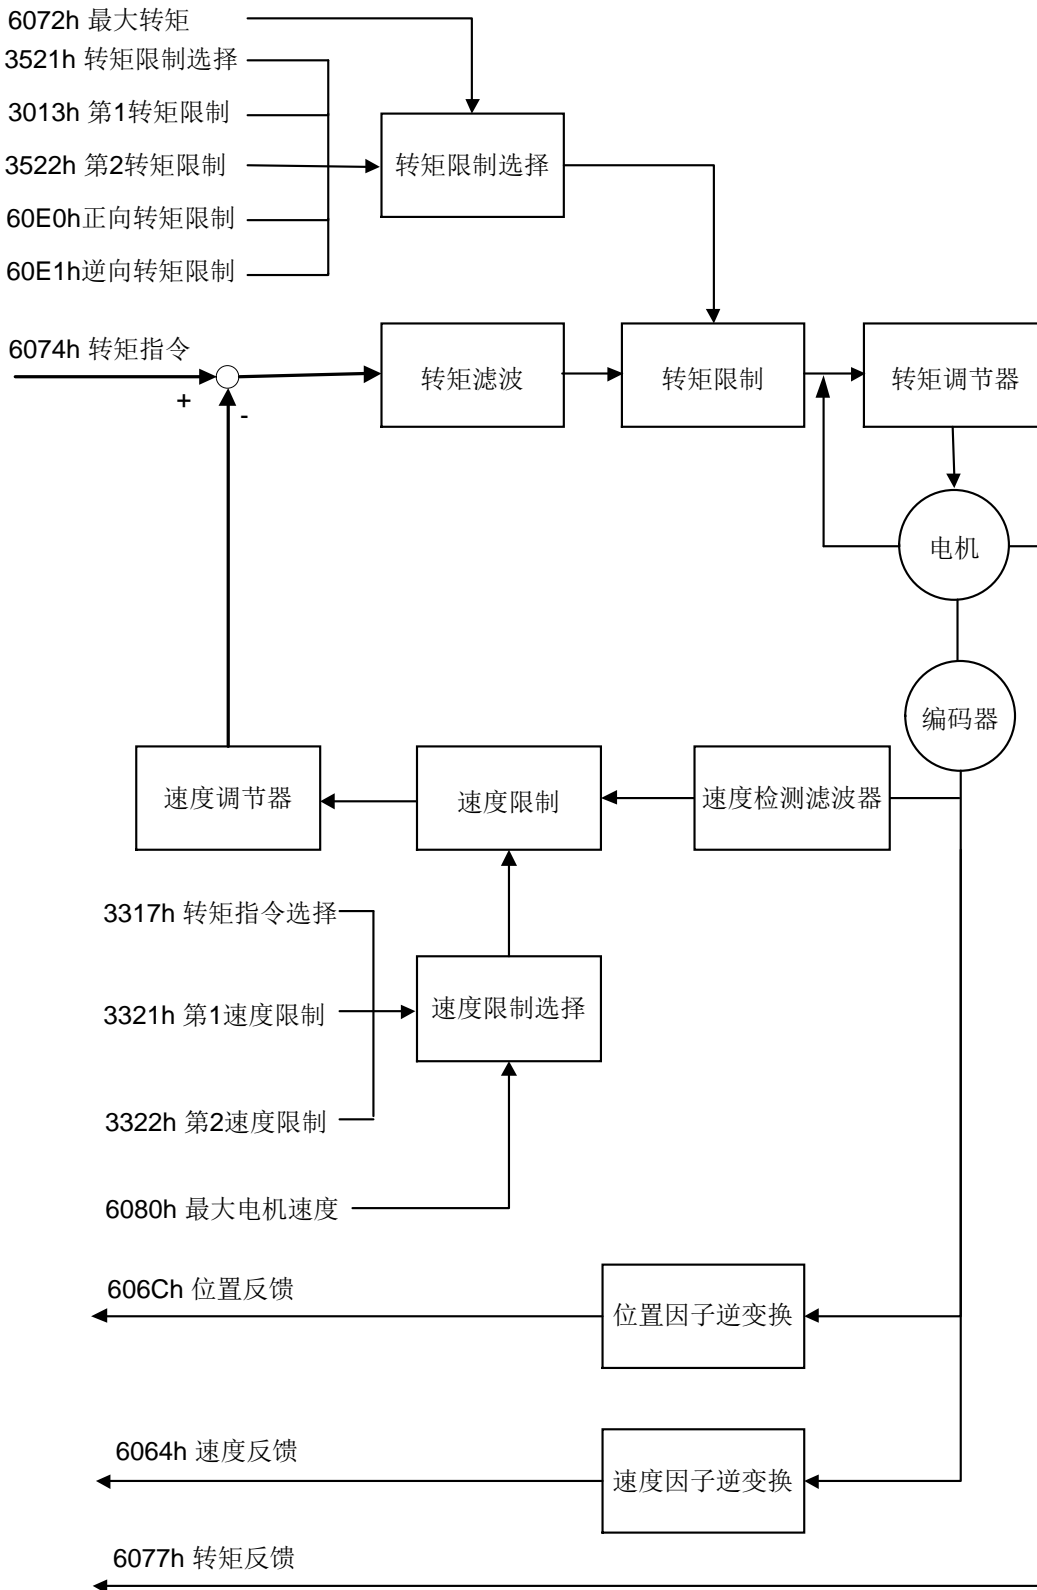 6072h 最大转矩
3521h 转矩限制选择
3013h 第1转矩限制
3522h 第2转矩限制
60E0h正向转矩限制
60E1h逆向转矩限制
转矩限制选择
6074h 转矩指令
+
-
转矩滤波
转矩限制
转矩调节器
电机
编码器
速度调节器
速度限制
速度检测滤波器
3317h 转矩指令选择
3321h 第1速度限制
速度限制选择
3322h 第2速度限制
6080h 最大电机速度
606Ch 位置反馈
位置因子逆变换
6064h 速度反馈
速度因子逆变换
6077h 转矩反馈